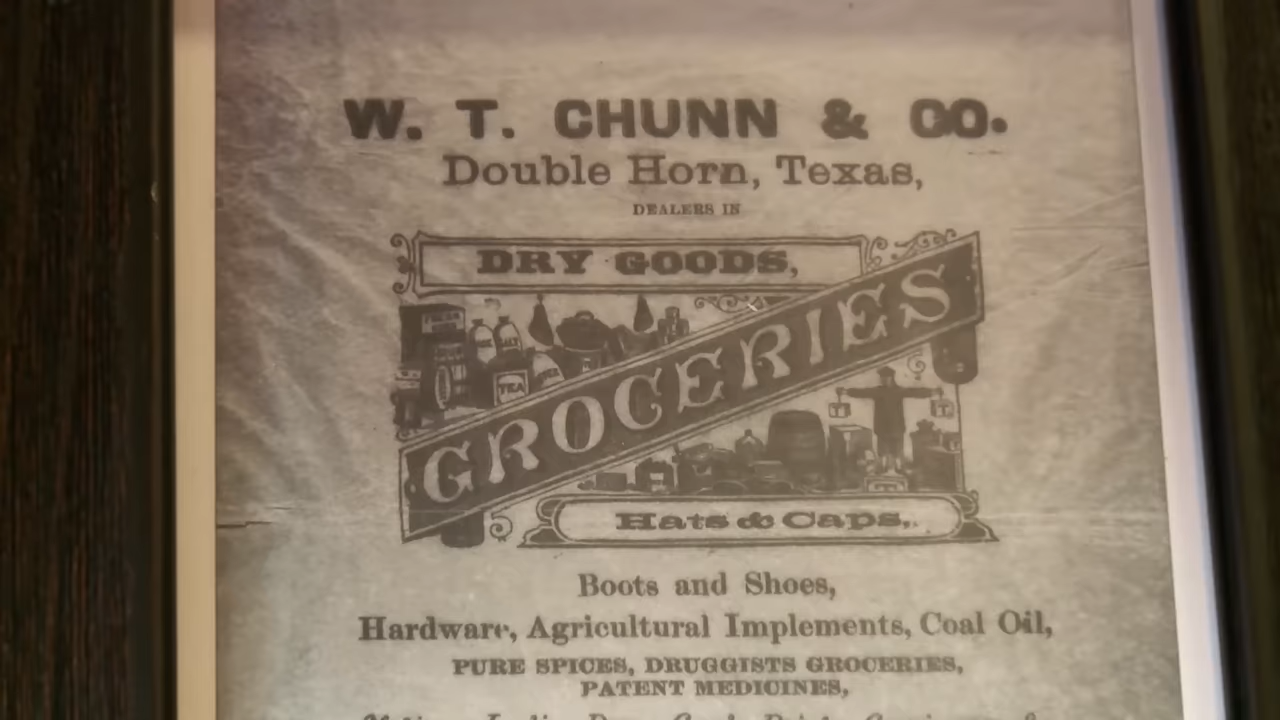 W. T. CHUNN & CO.
Double Horn, Texas,
DEALERS IN
DRY GOODS,
GROCERIES
SALT
TEA
Hats & Caps,
Boots and Shoes,
Hardware, Agricultural Implements, Coal Oil,
PURE SPICES, DRUGGISTS GROCERIES,
PATENT MEDICINES,